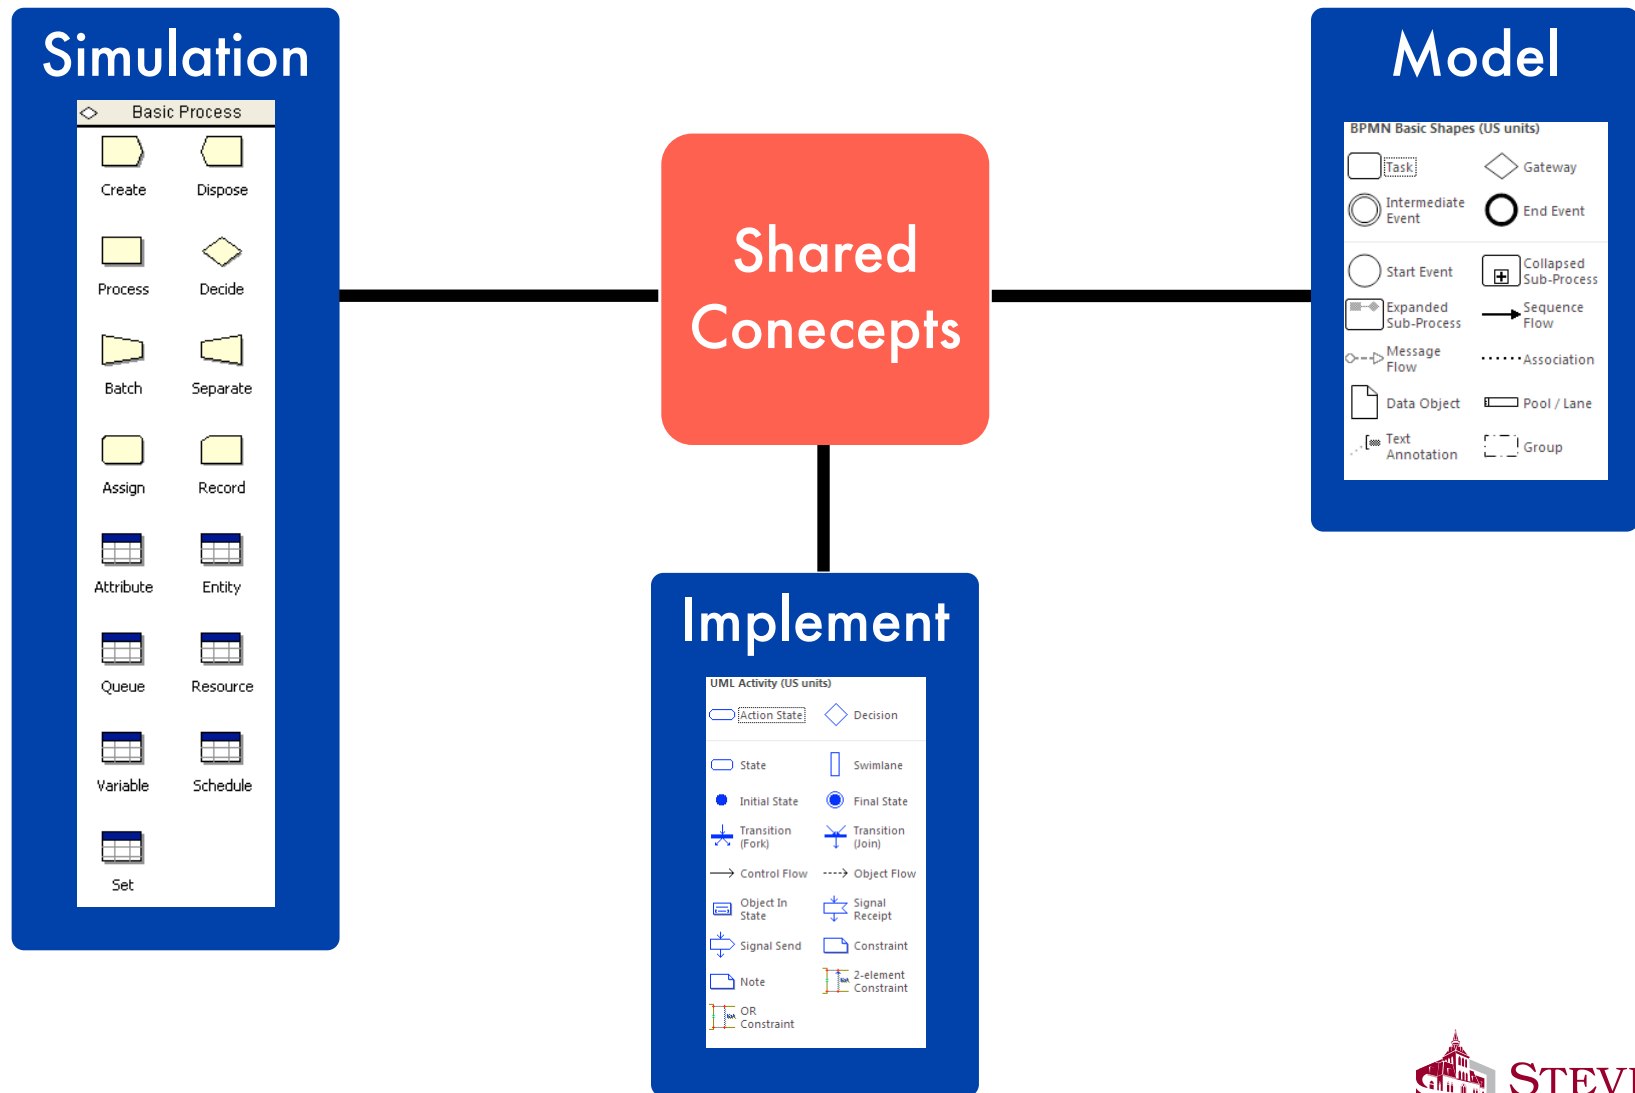 Simulation
Basic Process
Create Dispose
Process Decide
Batch Separate
Assign Record
Attribute Entity
Queue Resource
Variable Schedule
Set
Shared
Conecepts
Model
BPMN Basic Shapes (US units)
Task Gateway
Intermediate
Event
End Event
Start Event
Collapsed
Sub-Process
Expanded
Sub-Process
Sequence
Flow
Message
Flow
Association
Data Object Pool / Lane
Text
Annotation
Group
Implement
UML Activity (US units)
Action State Decision
State Swimlane
Initial State Final State
Transition
(Fork)
Transition
(Join)
Control Flow Object Flow
Object In
State
Signal
Receipt
Signal Send Constraint
Note
2-element
Constraint
OR
Constraint